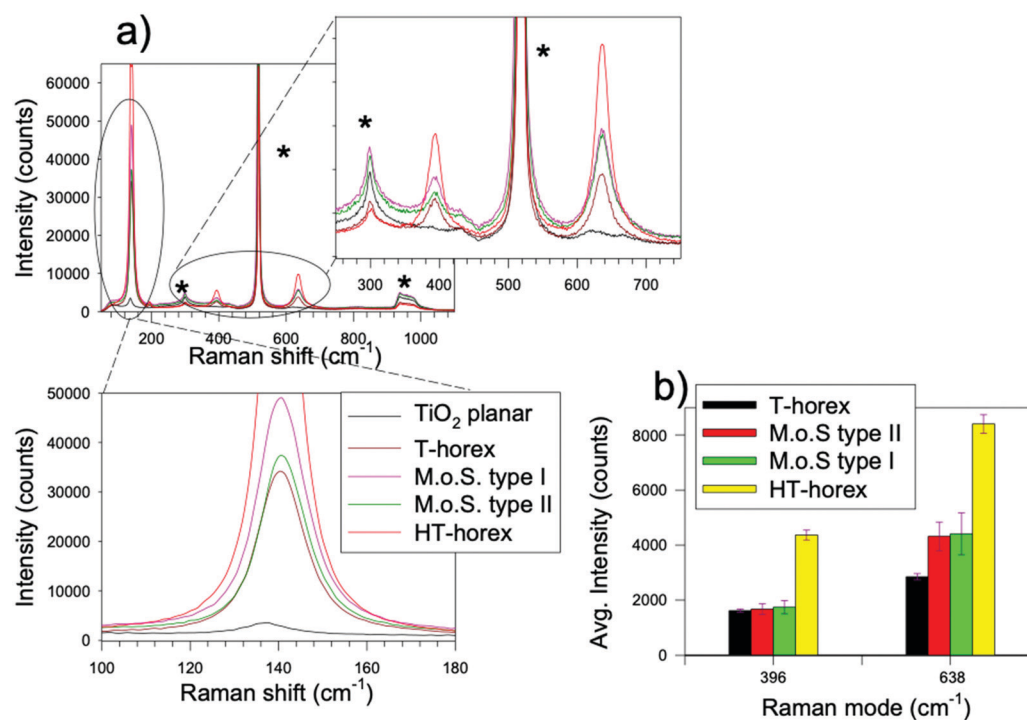 a)
*
*
*
*
*
60000
50000
40000
30000
20000
10000
0
Intensity (counts)
200 400 600 800 1000
Raman shift (cm⁻¹)
300 400 500 600 700
50000
40000
30000
20000
10000
0
Intensity (counts)
100 120 140 160 180
Raman shift (cm⁻¹)
TiO₂ planar
T-horex
M.o.S. type I
M.o.S. type II
HT-horex
b)
T-horex
M.o.S type II
M.o.S type I
HT-horex
8000
6000
4000
2000
0
Avg. Intensity (counts)
396 638
Raman mode (cm⁻¹)